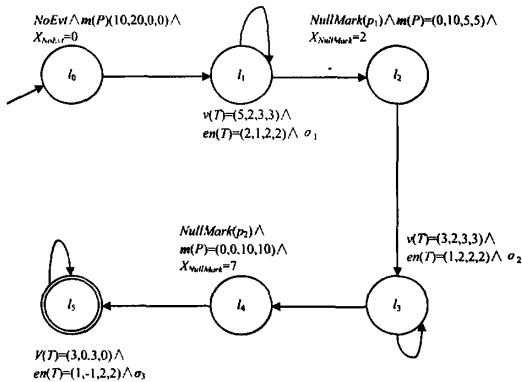 NoEvt∧m(P)(10,20,0,0)∧
X_NoEvt=0
NullMark(p₁)∧m(P)=(0,10,5,5)∧
X_NullMark=2
l₀
l₁
l₂
v(T)=(5,2,3,3)∧
en(T)=(2,1,2,2)∧ σ₁
NullMark(p₂)∧
m(P)=(0,0,10,10)∧
X_NullMark=7
v(T)=(3,2,3,3)∧
en(T)=(1,2,2,2)∧ σ₂
l₅
l₄
l₃
V(T)=(3,0.3,0)∧
en(T)=(1,-1,2,2)∧σ₃